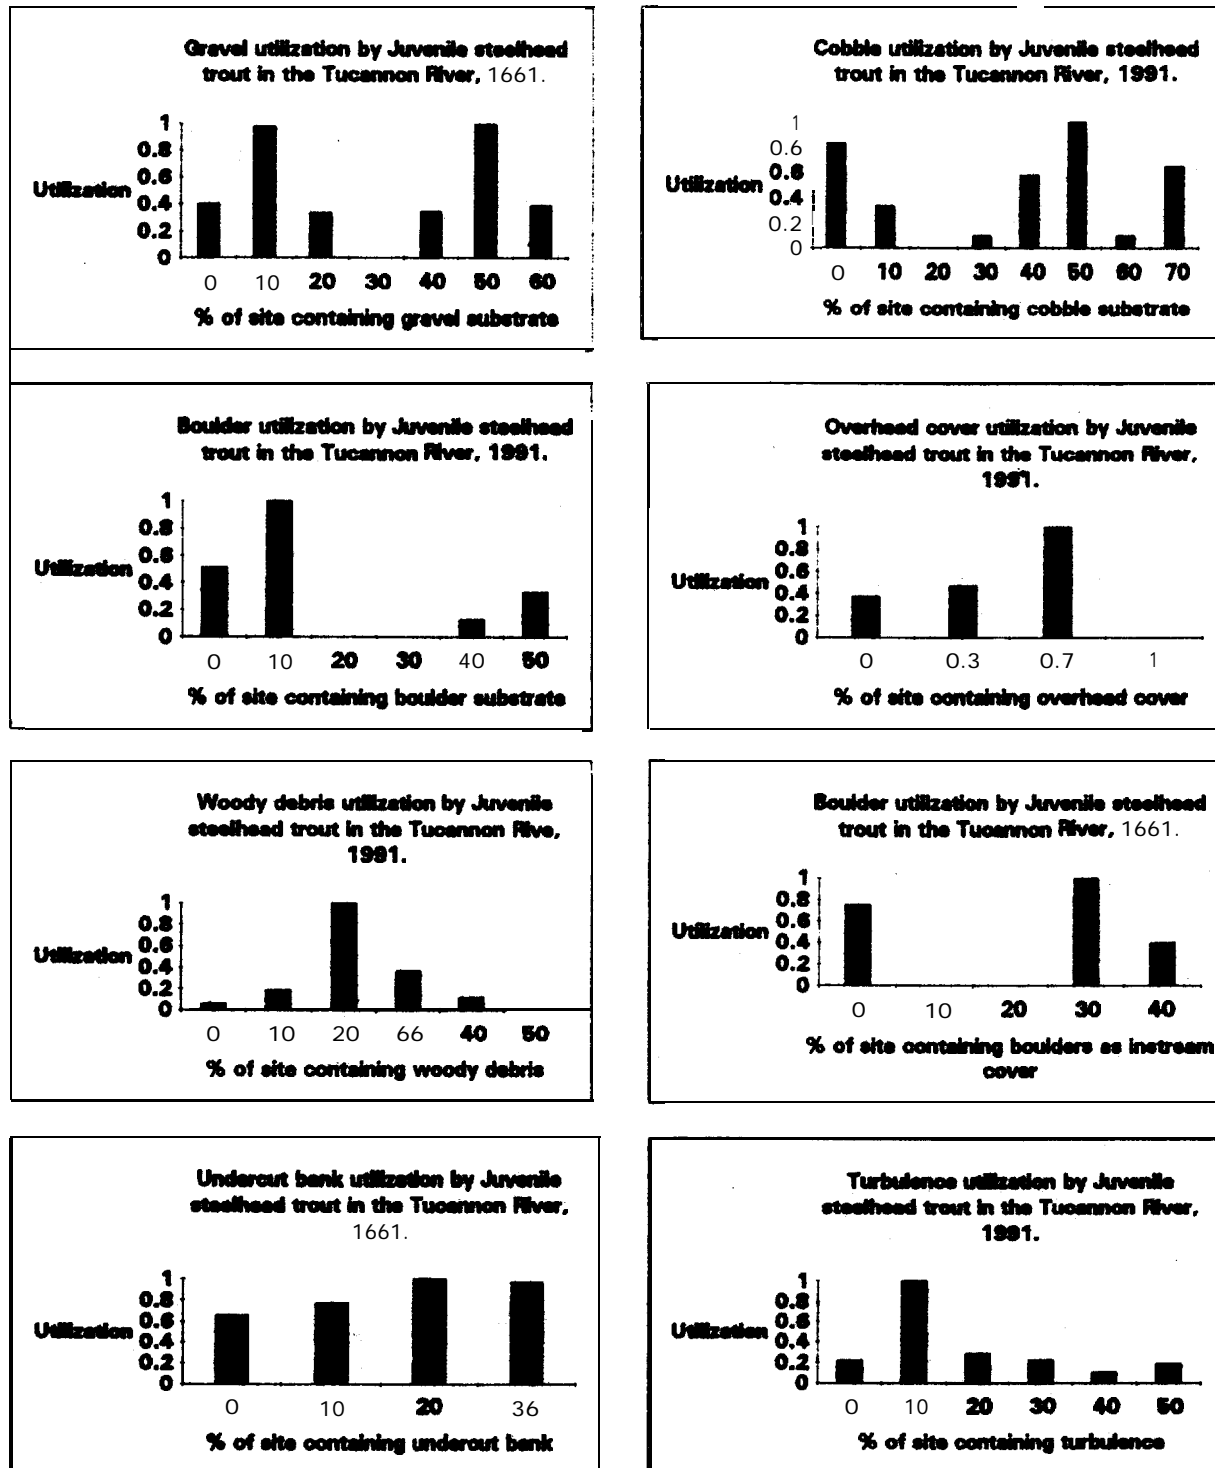 Gravel utilization by Juvenile steelhead
trout in the Tucannon River, 1661.
1
0.8
0.6
Utilization
0.4
0.2
0
0 10 20 30 40 50 60
% of site containing gravel substrate
Cobble utilization by Juvenile steelhead
trout in the Tucannon River, 1991.
1
0.6
0.8
Utilization
0.4
0.2
0
0 10 20 30 40 50 60 70
% of site containing cobble substrate
Boulder utilization by Juvenile steelhead
trout in the Tucannon River, 1991.
1
0.8
0.6
Utilization
0.4
0.2
0
0 10 20 30 40 50
% of site containing boulder substrate
Overhead cover utilization by Juvenile
steelhead trout in the Tucannon River,
1991.
1
0.8
0.6
Utilization
0.4
0.2
0
0 0.3 0.7 1
% of site containing overhead cover
Woody debris utilization by Juvenile
steelhead trout in the Tucannon Rive,
1991.
1
0.8
0.6
Utilization
0.4
0.2
0
0 10 20 66 40 50
% of site containing woody debris
Boulder utilization by Juvenile steelhead
trout in the Tucannon River, 1661.
1
0.8
0.6
Utilization
0.4
0.2
0
0 10 20 30 40
% of site containing boulders as instream
cover
Undercut bank utilization by Juvenile
steelhead trout in the Tucannon River,
1661.
1
0.8
0.6
Utilization
0.4
0.2
0
0 10 20 36
% of site containing undercut bank
Turbulence utilization by Juvenile
steelhead trout in the Tucannon River,
1991.
1
0.8
0.6
Utilization
0.4
0.2
0
0 10 20 30 40 50
% of site containing turbulence